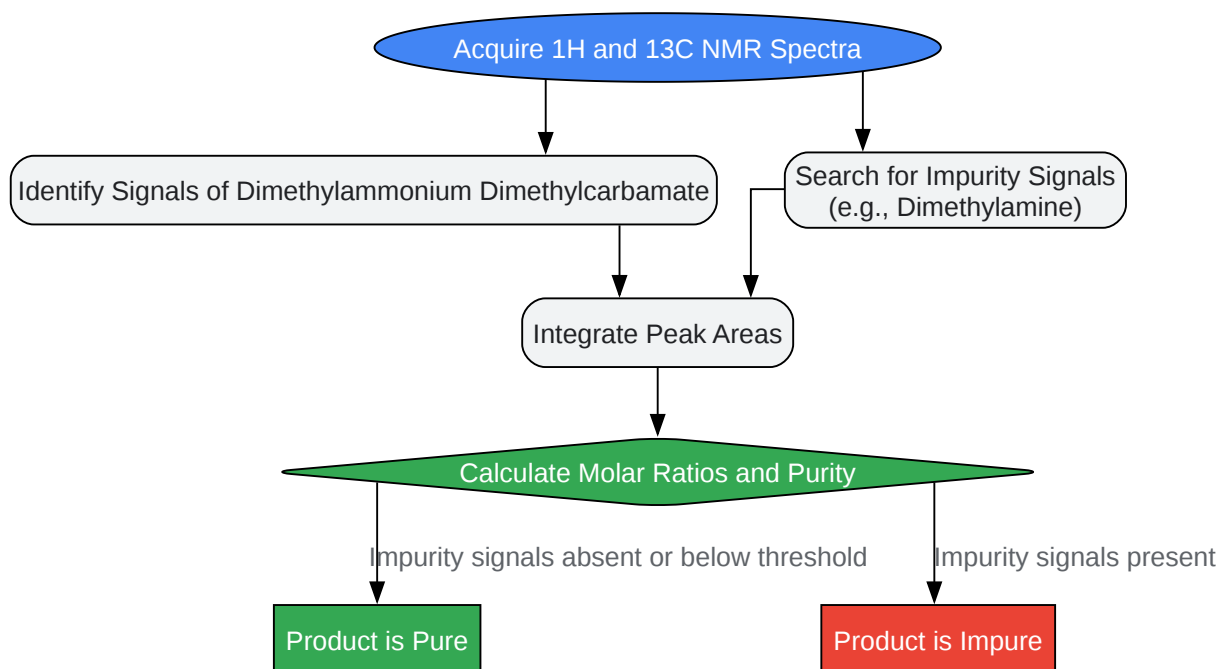 Acquire 1H and 13C NMR Spectra
Identify Signals of Dimethylammonium Dimethylcarbamate
Search for Impurity Signals
(e.g., Dimethylamine)
Integrate Peak Areas
Calculate Molar Ratios and Purity
Impurity signals absent or below threshold
Impurity signals present
Product is Pure
Product is Impure